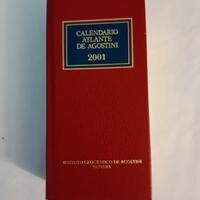 CALENDARIO
ATLANTE
DE AGOSTINI
2001
ISTITUTO GEOGRAFICO DE AGOSTINI
NOVARA